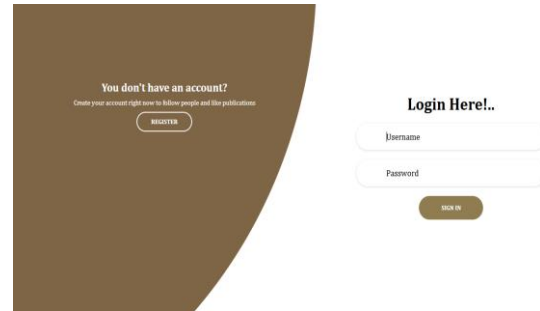 You don't have an account?
Create your account right now to follow people and like publications
REGISTER
Login Here!..
Username
Password
SIGN IN